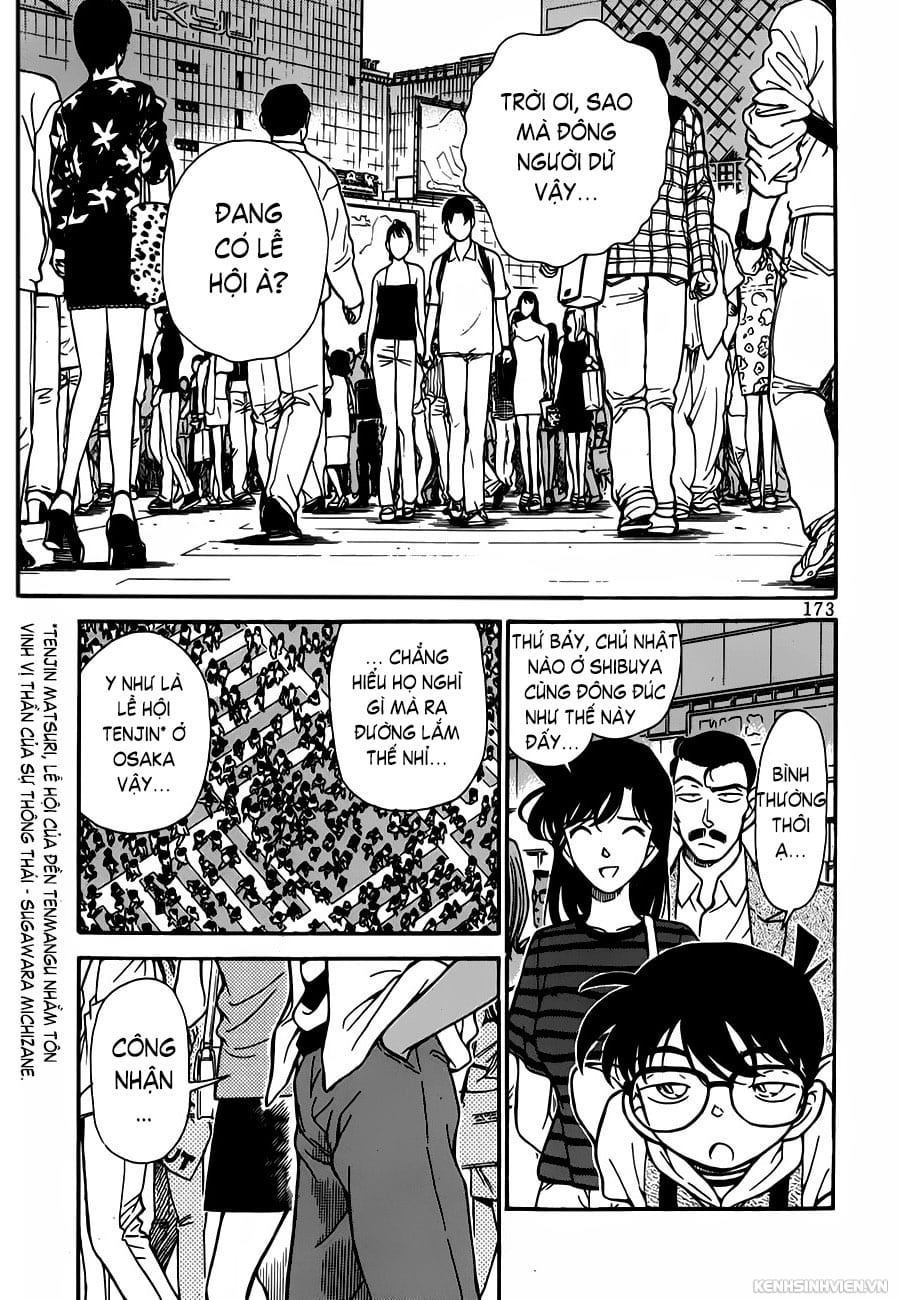 TRỜI ƠI, SAO
MÀ ĐÔNG
NGƯỜI DỮ
VẬY...
ĐANG
CÓ LỄ
HỘI À?
173
THỨ BẢY, CHỦ NHẬT
NÀO Ở SHIBUYA
CŨNG ĐÔNG ĐÚC
NHƯ THẾ NÀY
ĐẤY...
BÌNH
THƯỜNG
THÔI
Ạ...
... CHẲNG
HIỂU HỌ NGHĨ
GÌ MÀ RA
ĐƯỜNG LẮM
THẾ NHỈ...
Y NHƯ LÀ
LỄ HỘI
TENJIN* Ở
OSAKA
VẬY...
CÔNG
NHẬN
...
*TENJIN MATSURI, LỄ HỘI CỦA ĐỀN TENMANGU NHẰM TÔN
VINH VỊ THẦN CỦA SỰ THÔNG THÁI - SUGAWARA MICHIZANE.
KENHSINHVIEN.VN